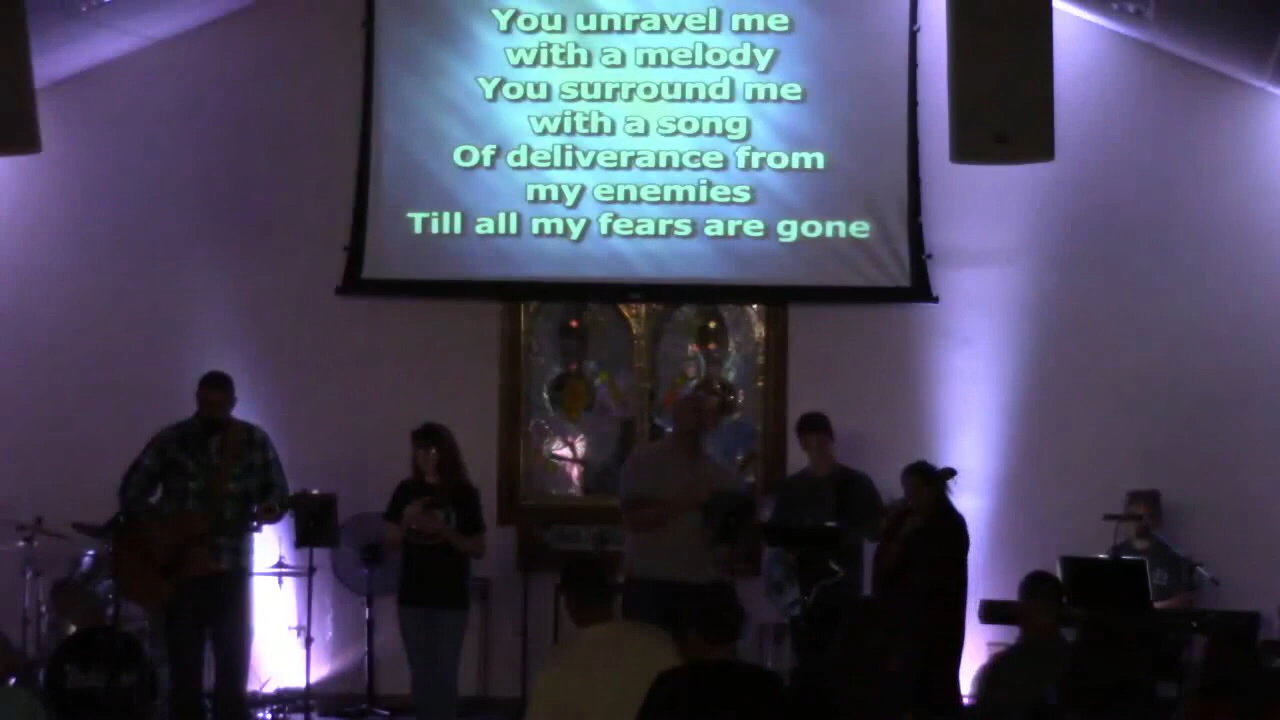 You unravel me
with a melody
You surround me
with a song
Of deliverance from
my enemies
Till all my fears are gone